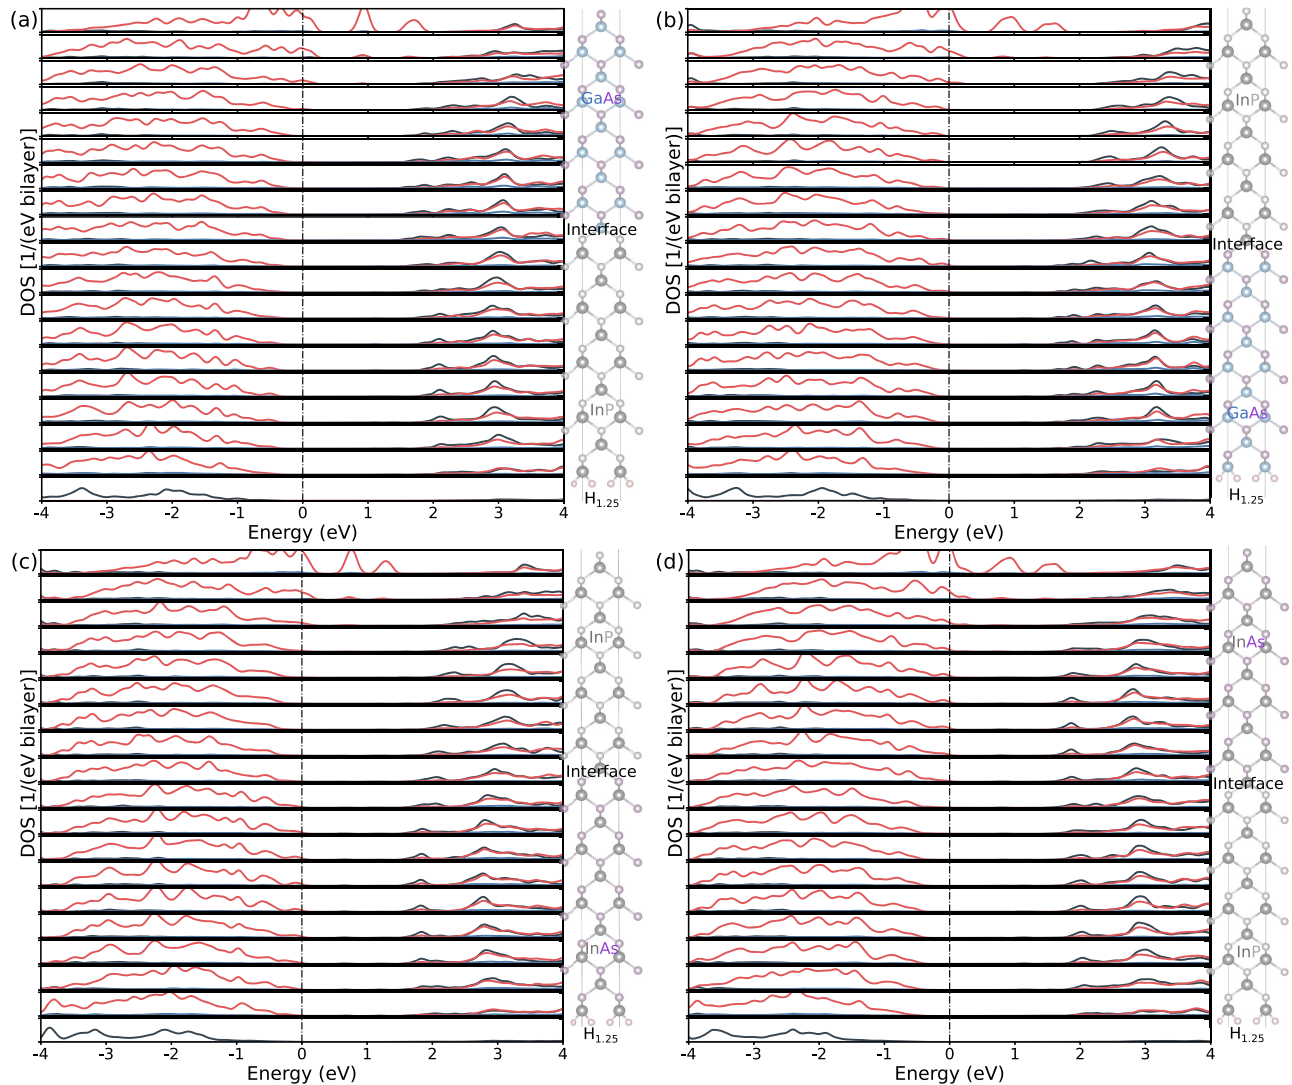 (a)
GaAs
Interface
InP
H1.25
DOS [1/(eV bilayer)]
-4 -3 -2 -1 0 1 2 3 4
Energy (eV)
(b)
InP
Interface
GaAs
H1.25
DOS [1/(eV bilayer)]
-4 -3 -2 -1 0 1 2 3 4
Energy (eV)
(c)
InP
Interface
InAs
H1.25
DOS [1/(eV bilayer)]
-4 -3 -2 -1 0 1 2 3 4
Energy (eV)
(d)
InAs
Interface
InP
H1.25
DOS [1/(eV bilayer)]
-4 -3 -2 -1 0 1 2 3 4
Energy (eV)